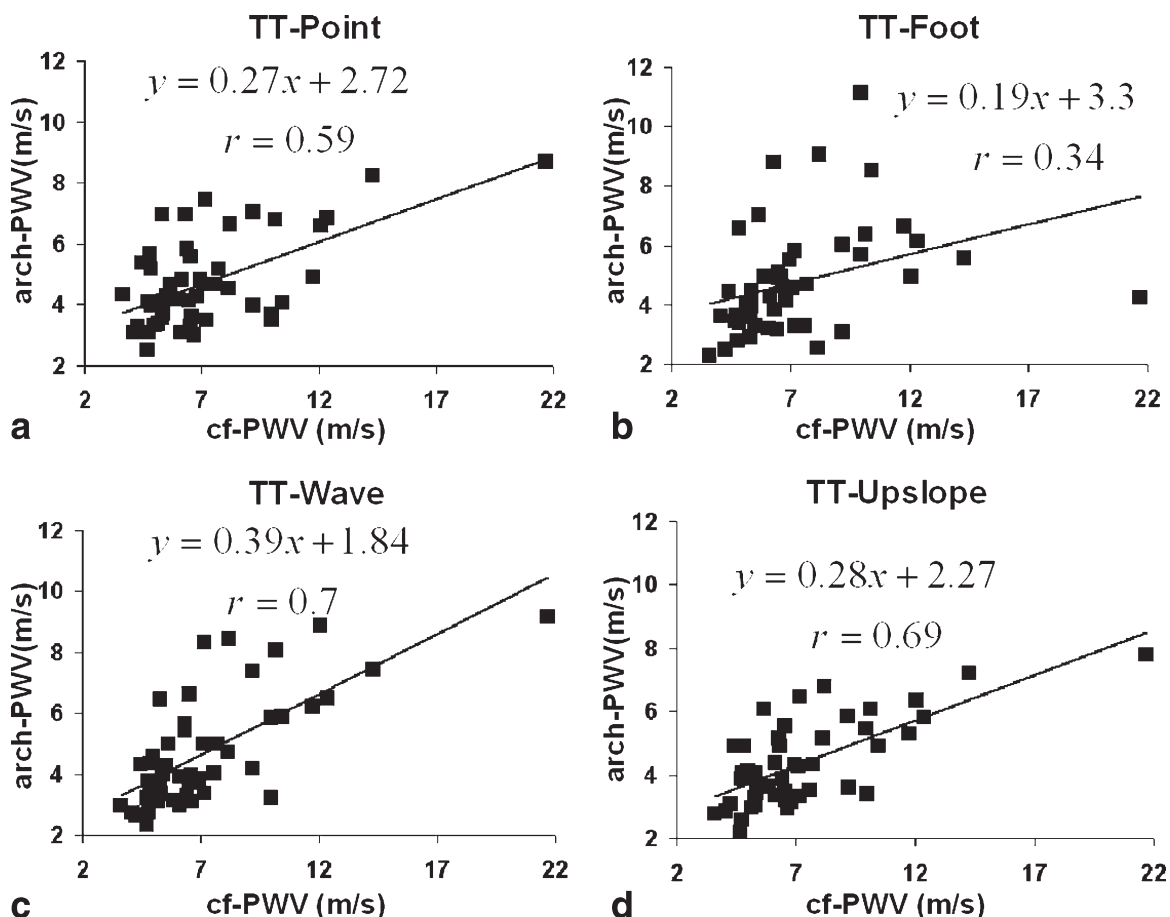 TT-Point
y = 0.27x + 2.72
r = 0.59
12
10
8
6
4
2
arch-PWV(m/s)
2 7 12 17 22
cf-PWV (m/s)
a
TT-Foot
y = 0.19x + 3.3
r = 0.34
12
10
8
6
4
2
arch-PWV(m/s)
2 7 12 17 22
cf-PWV (m/s)
b
TT-Wave
y = 0.39x + 1.84
r = 0.7
12
10
8
6
4
2
arch-PWV(m/s)
2 7 12 17 22
cf-PWV (m/s)
c
TT-Upslope
y = 0.28x + 2.27
r = 0.69
12
10
8
6
4
2
arch-PWV(m/s)
2 7 12 17 22
cf-PWV (m/s)
d